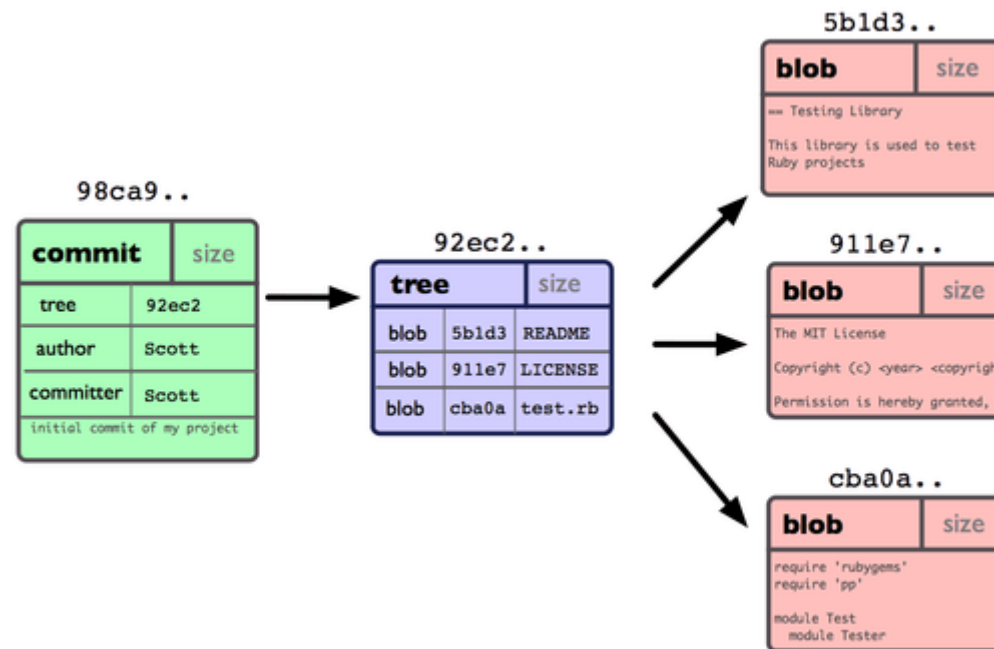 98ca9..
commit size
tree 92ec2
author Scott
committer Scott
initial commit of my project
92ec2..
tree size
blob 5b1d3 README
blob 911e7 LICENSE
blob cba0a test.rb
5b1d3..
blob size
== Testing Library
This library is used to test
Ruby projects
911e7..
blob size
The MIT License
Copyright (c) <year> <copyrigh
Permission is hereby granted,
cba0a..
blob size
require 'rubygems'
require 'pp'
module Test
module Tester